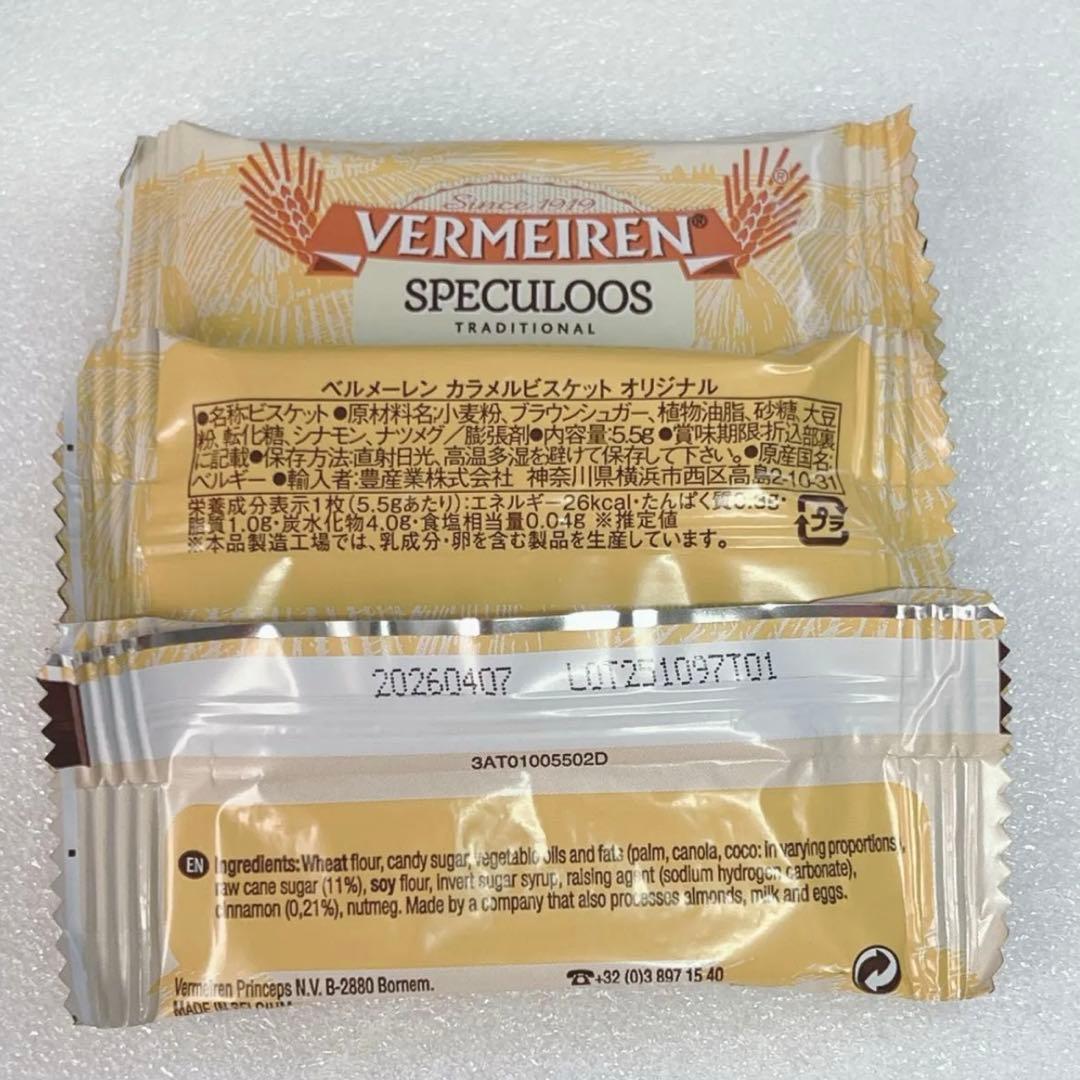 Since 1919
VERMEIREN®
SPECULOOS
TRADITIONAL
ベルメーレン カラメルビスケット オリジナル
●名称:ビスケット ●原材料名:小麦粉、ブラウンシュガー、植物油脂、砂糖、大豆
粉、転化糖、シナモン、ナツメグ／膨張剤●内容量:5.5g ●賞味期限:折込部裏
に記載●保存方法:直射日光、高温多湿を避けて保存して下さい。●原産国名:
ベルギー ●輸入者:豊産業株式会社 神奈川県横浜市西区高島2-10-31
栄養成分表示1枚(5.5gあたり):エネルギー26kcal・たんぱく質0.3g・
脂質1.0g・炭水化物4.0g・食塩相当量0.04g ※推定値
※本品製造工場では、乳成分・卵を含む製品を生産しています。
プラ
20260407 LOT251097T01
3AT01005502D
EN Ingredients: Wheat flour, candy sugar, vegetable oils and fats (palm, canola, coco: in varying proportions),
raw cane sugar (11%), soy flour, invert sugar syrup, raising agent (sodium hydrogen carbonate),
cinnamon (0,21%), nutmeg. Made by a company that also processes almonds, milk and eggs.
Vermeiren Princeps N.V. B-2880 Bornem. ☎+32 (0)3 897 15 40
MADE IN BELGIUM